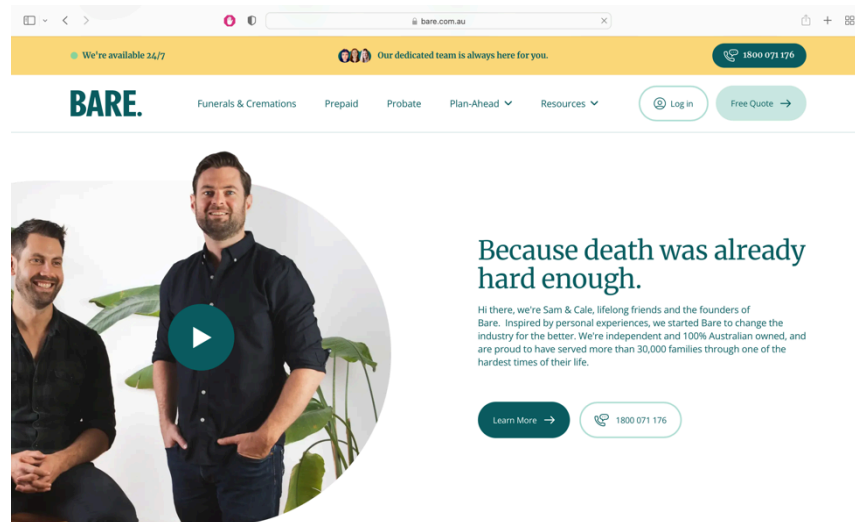 bare.com.au
We're available 24/7
Our dedicated team is always here for you.
1800 071 176
BARE.
Funerals & Cremations
Prepaid
Probate
Plan-Ahead
Resources
Log in
Free Quote
Because death was already
hard enough.
Hi there, we're Sam & Cale, lifelong friends and the founders of
Bare. Inspired by personal experiences, we started Bare to change the
industry for the better. We're independent and 100% Australian owned, and
are proud to have served more than 30,000 families through one of the
hardest times of their life.
Learn More
1800 071 176